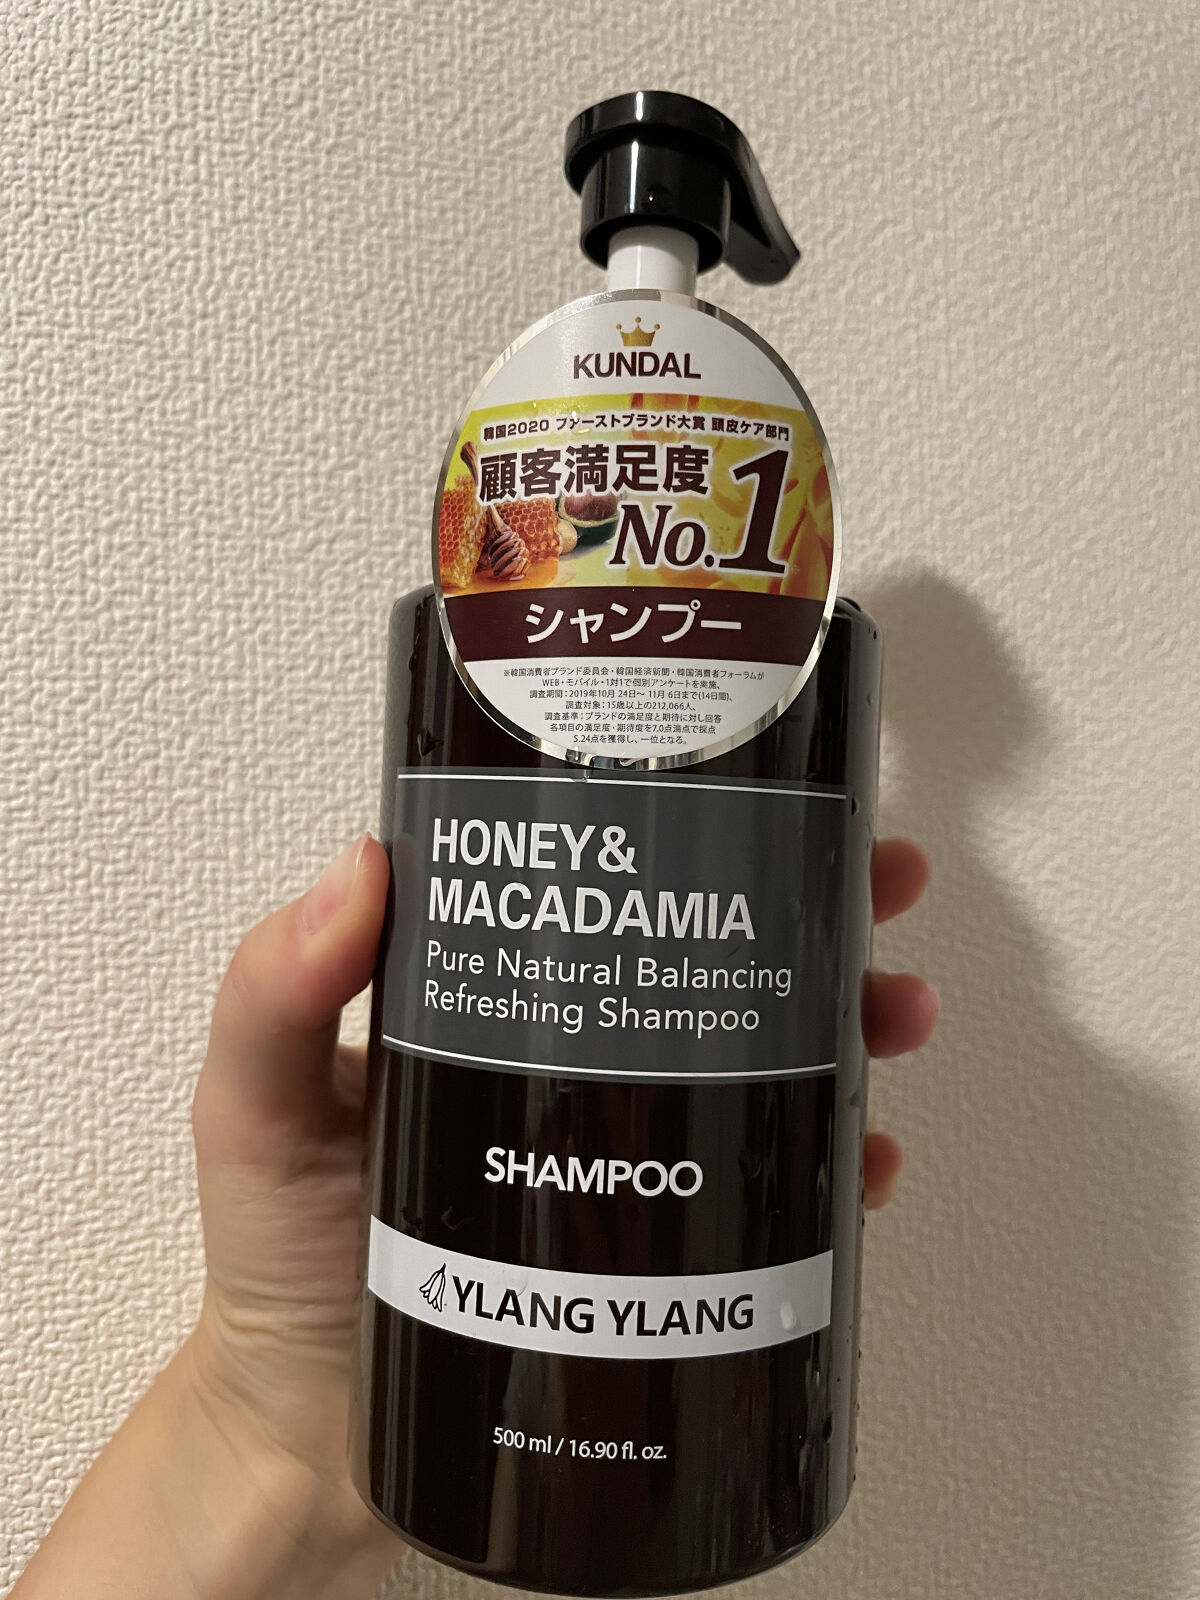 KUNDAL
韓国2020 ファーストブランド大賞 頭皮ケア部門
顧客満足度
No.1
シャンプー
※韓国消費者ブランド委員会・韓国経済新聞・韓国消費者フォーラムが
WEB・モバイル・1対1で個別アンケートを実施、
調査期間：2019年10月 24日～ 11月 6日まで(14日間)、
調査対象：15歳以上の212,066人、
調査基準：ブランドの満足度と期待に対し回答
各項目の満足度・期待度を7.0点満点で採点
5.24点を獲得し、一位となる。
HONEY&
MACADAMIA
Pure Natural Balancing
Refreshing Shampoo
SHAMPOO
YLANG YLANG
500 ml / 16.90 fl. oz.